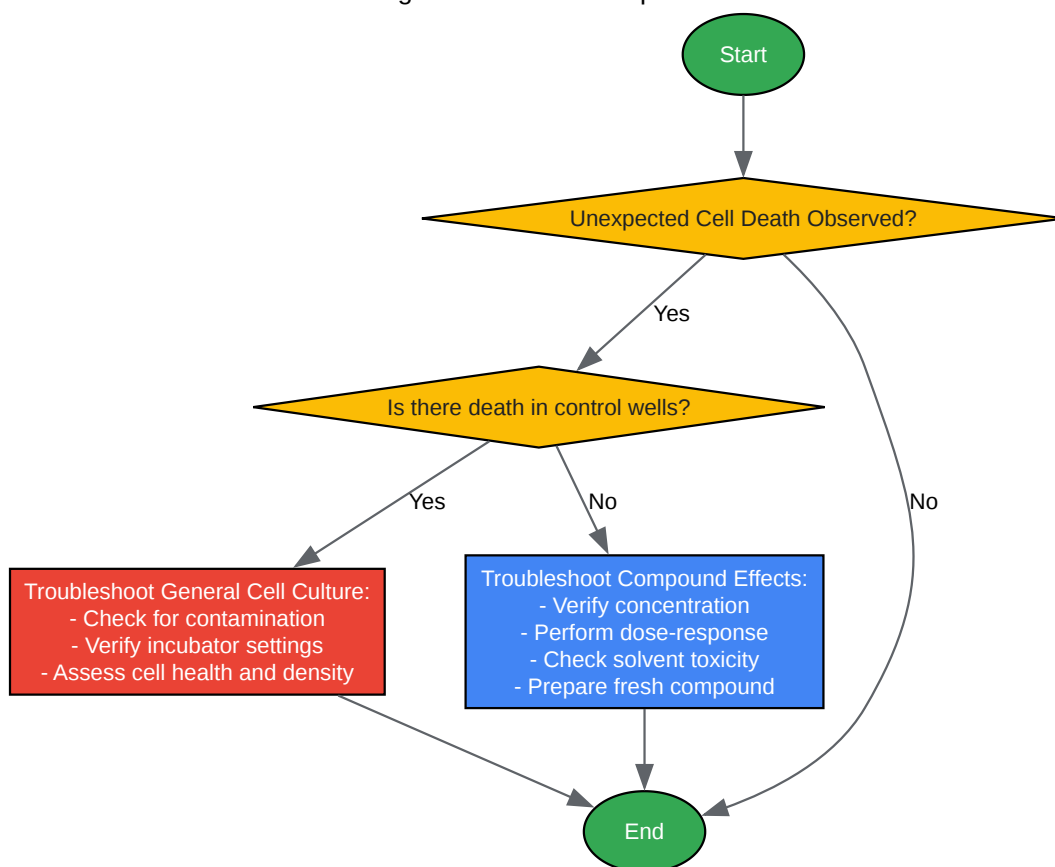 Start
Unexpected Cell Death Observed?
Yes
Is there death in control wells?
Yes
No
No
Troubleshoot General Cell Culture:
- Check for contamination
- Verify incubator settings
- Assess cell health and density
Troubleshoot Compound Effects:
- Verify concentration
- Perform dose-response
- Check solvent toxicity
- Prepare fresh compound
End